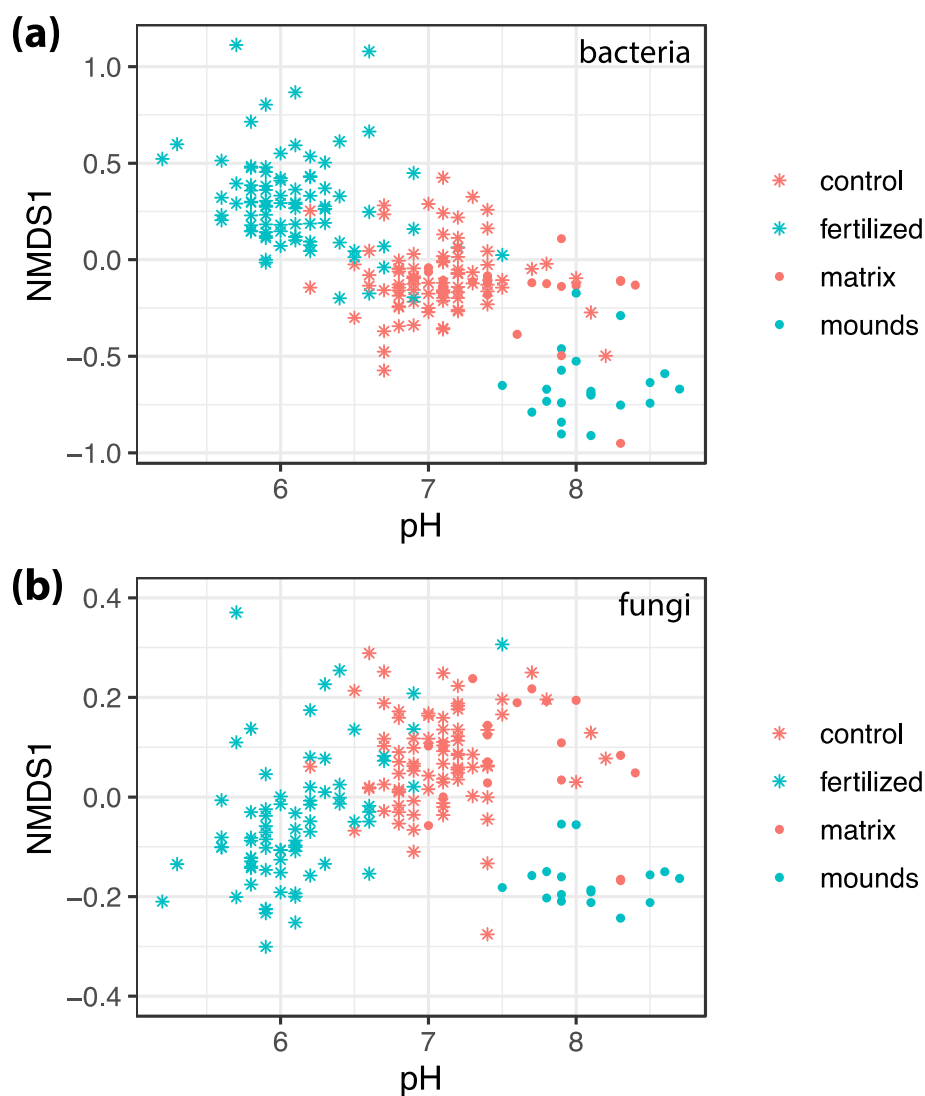 (a)
bacteria
NMDS1
1.0
0.5
0.0
−0.5
−1.0
6 7 8
pH
control
fertilized
matrix
mounds
(b)
fungi
NMDS1
0.4
0.2
0.0
−0.2
−0.4
6 7 8
pH
control
fertilized
matrix
mounds